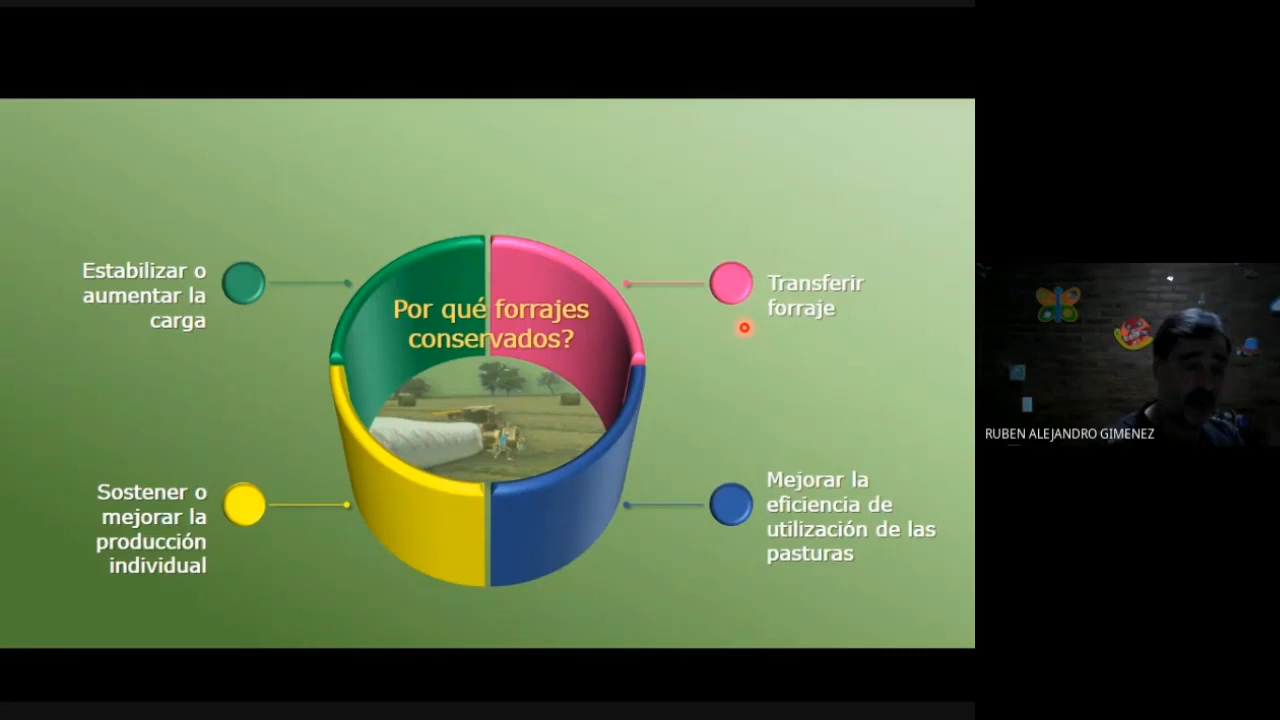 Por qué forrajes
conservados?
Estabilizar o
aumentar la
carga
Transferir
forraje
Sostener o
mejorar la
producción
individual
Mejorar la
eficiencia de
utilización de las
pasturas
RUBEN ALEJANDRO GIMENEZ